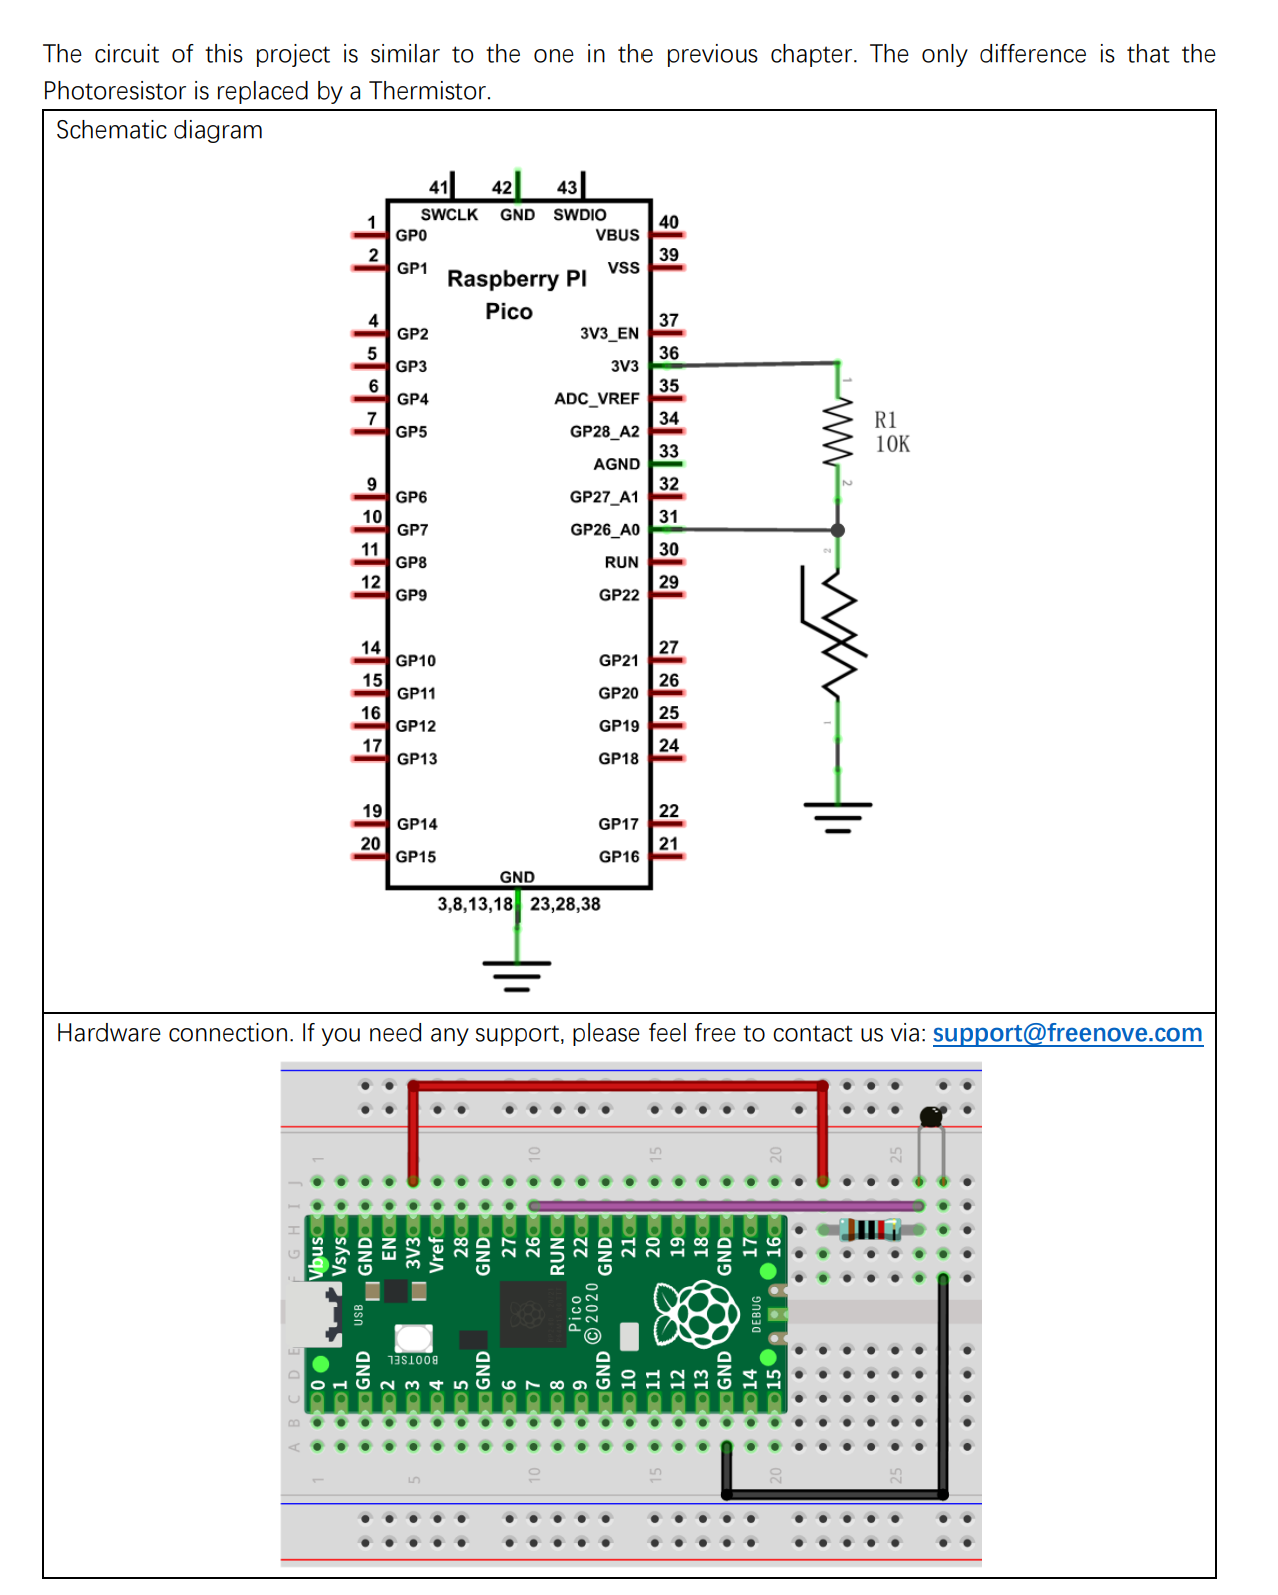 The circuit of this project is similar to the one in the previous chapter. The only difference is that the
Photoresistor is replaced by a Thermistor.
Schematic diagram
41 42 43
SWCLK GND SWDIO
1 GP0 VBUS 40
2 GP1 VSS 39
Raspberry PI
Pico
4 GP2 3V3_EN 37
5 GP3 3V3 36
6 GP4 ADC_VREF 35
7 GP5 GP28_A2 34
AGND 33
9 GP6 GP27_A1 32
10 GP7 GP26_A0 31
11 GP8 RUN 30
12 GP9 GP22 29
14 GP10 GP21 27
15 GP11 GP20 26
16 GP12 GP19 25
17 GP13 GP18 24
19 GP14 GP17 22
20 GP15 GP16 21
GND
3,8,13,18 23,28,38
1
R1
10K
2
2
1
Hardware connection. If you need any support, please feel free to contact us via: support@freenove.com
1 10 15 20 25
J
I
H
G
F
E
D
C
B
A
Vbus Vsys GND EN 3V3 Vref 28 GND 27 26 RUN 22 GND 21 20 19 18 GND 17 16
USB
BOOTSEL
Pico
©2020
DEBUG
0 1 GND 2 3 4 5 GND 6 7 8 9 GND 10 11 12 13 GND 14 15
1 5 10 15 20 25